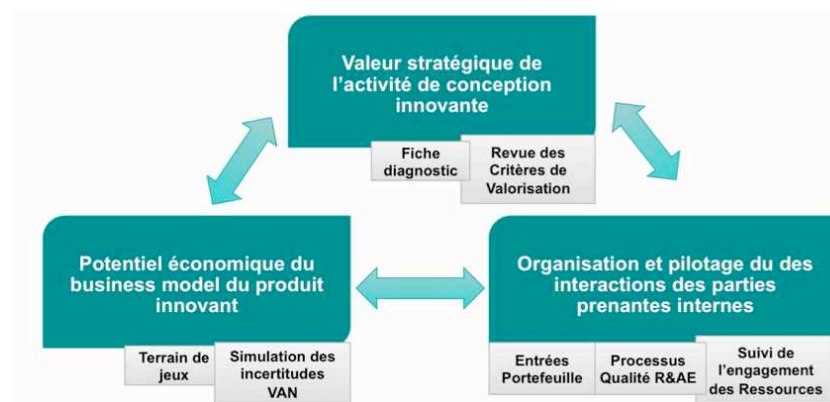 Valeur stratégique de
l'activité de conception
innovante
Fiche
diagnostic
Revue des
Critères de
Valorisation
Potentiel économique du
business model du produit
innovant
Terrain de
jeux
Simulation des
incertitudes
VAN
Organisation et pilotage du des
interactions des parties
prenantes internes
Entrées
Portefeuille
Processus
Qualité R&AE
Suivi de
l'engagement
des Ressources